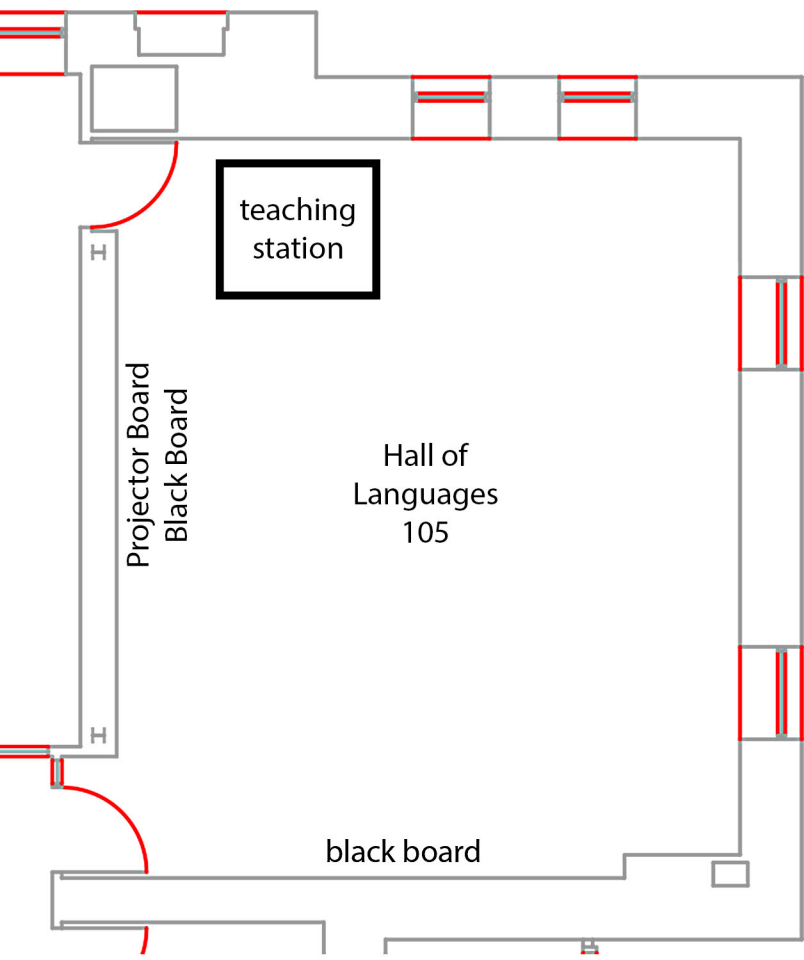 teaching
station
Projector Board
Black Board
Hall of
Languages
105
black board